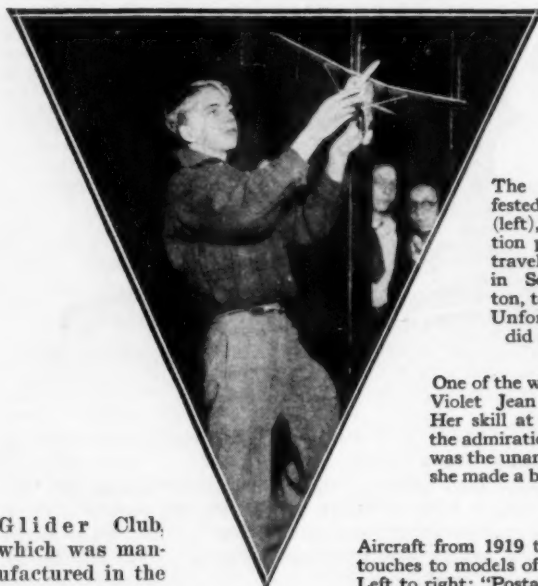 The
fested
(left),
tion p
travel
in Se
ton, t
Unfor
did
One of the w
Violet Jean
Her skill at
the admiratio
was the unan
she made a b
Glider Club,
which was man-
ufactured in the
Aircraft from 1919 t
touches to models of
Left to right: "Posta